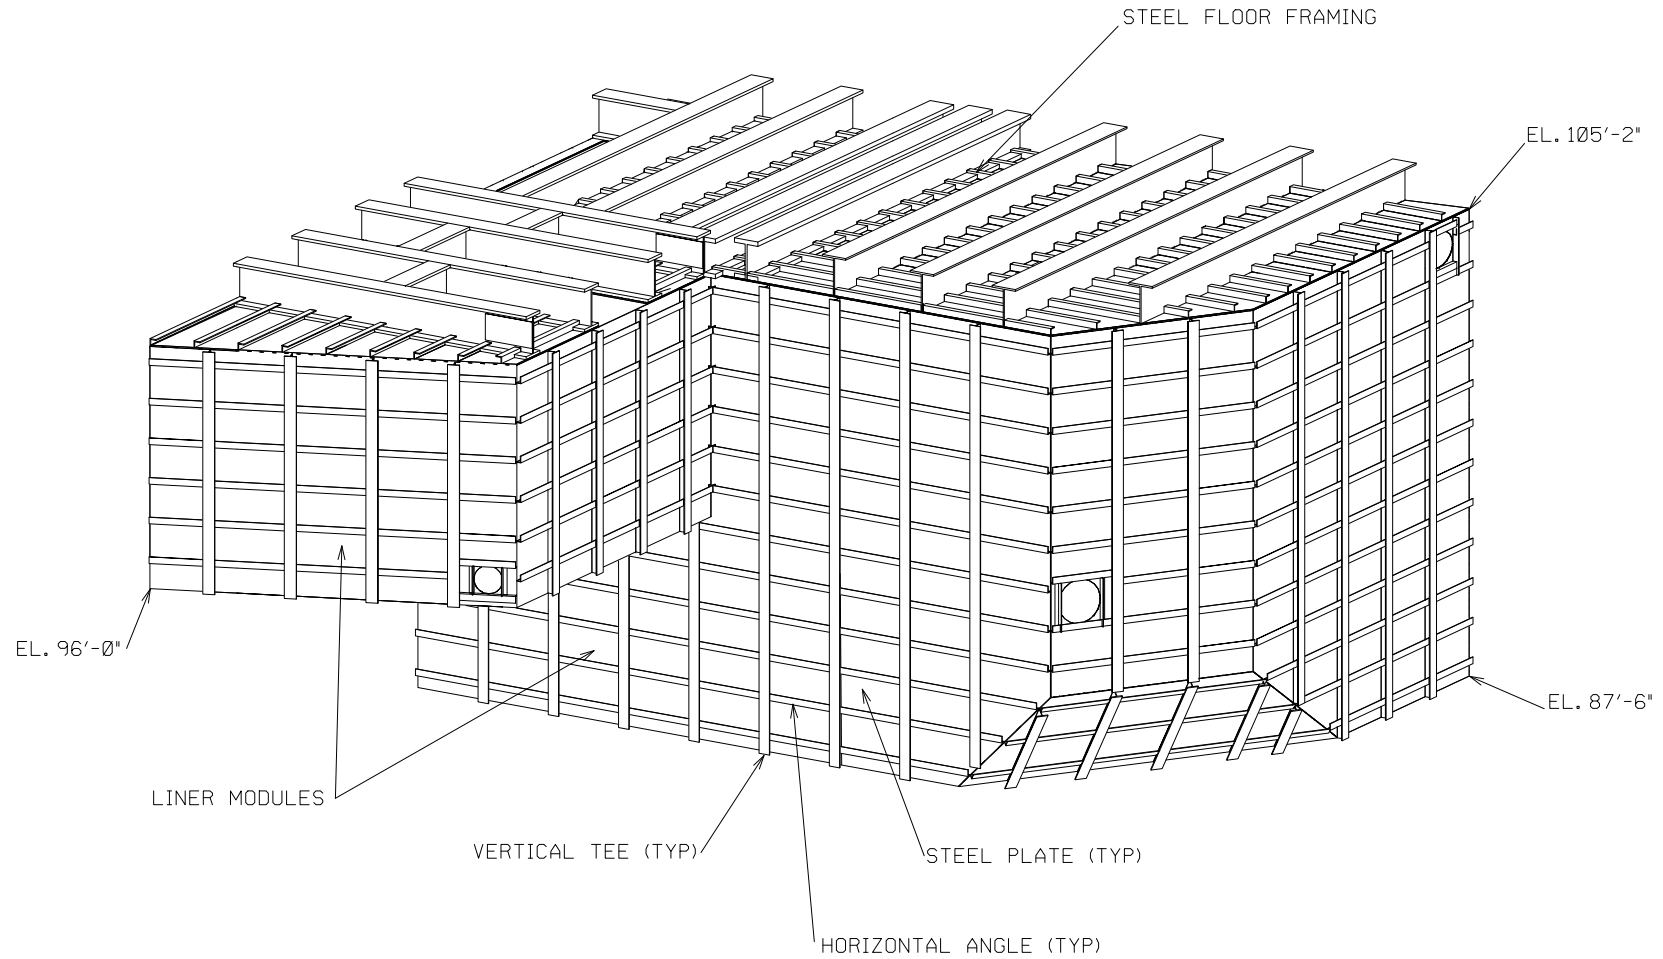 STEEL FLOOR FRAMING
EL. 105'-2"
EL. 96'-0"
EL. 87'-6"
LINER MODULES
VERTICAL TEE (TYP)
STEEL PLATE (TYP)
HORIZONTAL ANGLE (TYP)